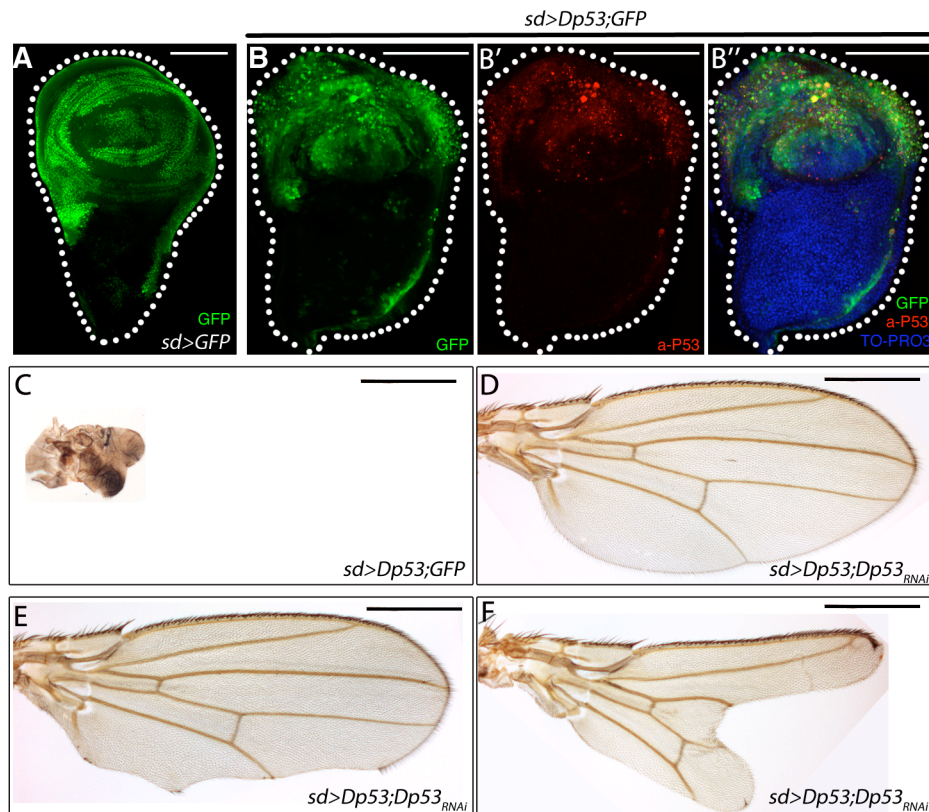 sd>Dp53;GFP
A
B
B'
B''
GFP
sd>GFP
GFP
a-P53
GFP
a-P53
TO-PRO3
C
sd>Dp53;GFP
D
sd>Dp53;Dp53RNAi
E
sd>Dp53;Dp53RNAi
F
sd>Dp53;Dp53RNAi